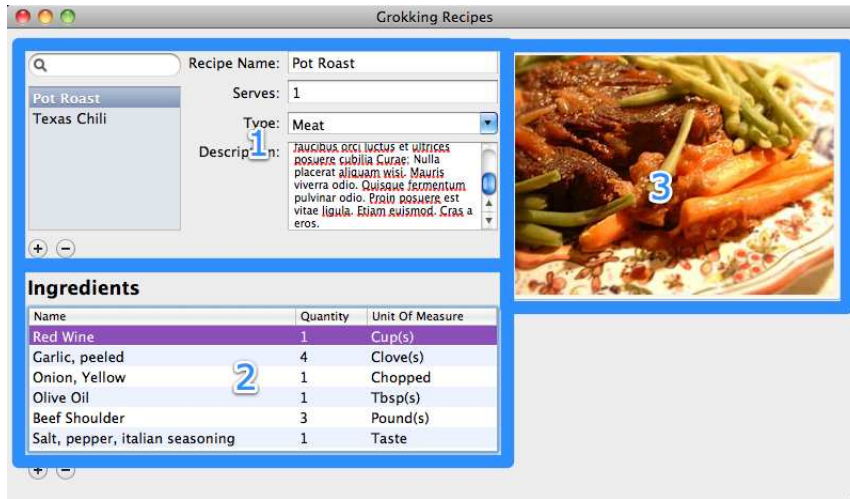 Grokking Recipes
Recipe Name: Pot Roast
Pot Roast
Texas Chili
Serves: 1
Type: Meat
1
Description:
faucibus orci luctus et ultrices
posuere cubilia Curae; Nulla
placerat aliquam wisi. Mauris
viverra odio. Quisque fermentum
pulvinar odio. Proin posuere est
vitae ligula. Etiam euismod. Cras a
eros.
3
Ingredients
Name Quantity Unit Of Measure
Red Wine 1 Cup(s)
Garlic, peeled 4 Clove(s)
Onion, Yellow 1 Chopped
2
Olive Oil 1 Tbsp(s)
Beef Shoulder 3 Pound(s)
Salt, pepper, italian seasoning 1 Taste